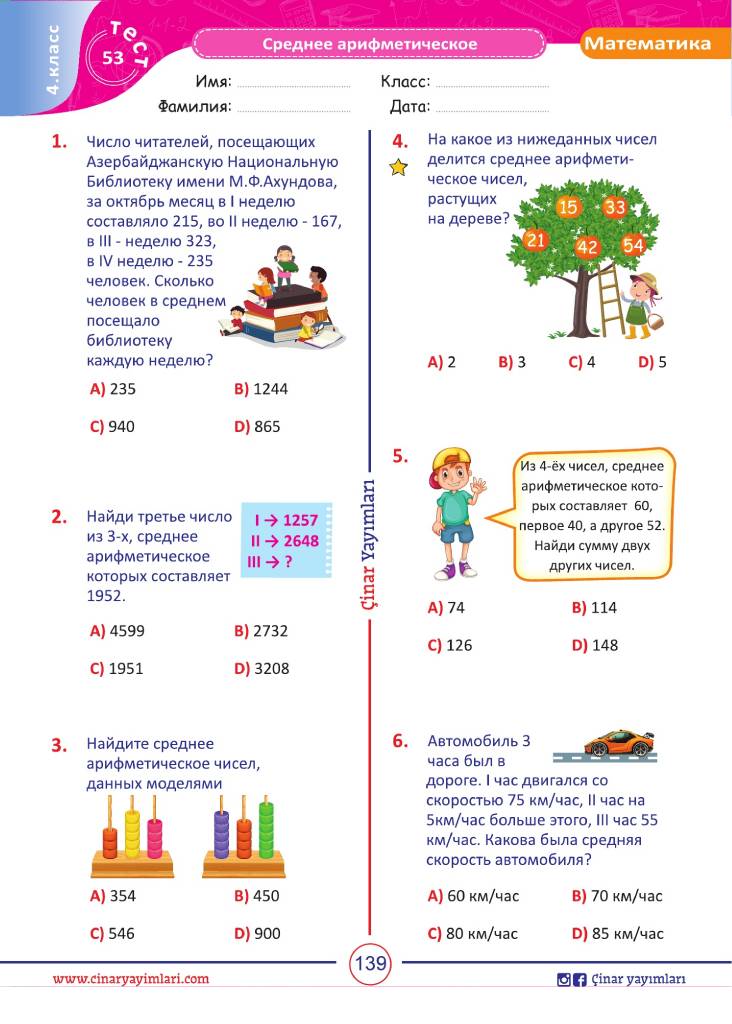 4.класс
тест
53
Среднее арифметическое
Математика
Имя:
Класс:
Фамилия:
Дата:
1. Число читателей, посещающих
Азербайджанскую Национальную
Библиотеку имени М.Ф.Ахундова,
за октябрь месяц в I неделю
составляло 215, во II неделю - 167,
в III - неделю 323,
в IV неделю - 235
человек. Сколько
человек в среднем
посещало
библиотеку
каждую неделю?
A) 235 B) 1244
C) 940 D) 865
2. Найди третье число
из 3-х, среднее
арифметическое
которых составляет
1952.
I → 1257
II → 2648
III → ?
A) 4599 B) 2732
C) 1951 D) 3208
3. Найдите среднее
арифметическое чисел,
данных моделями
A) 354 B) 450
C) 546 D) 900
Çinar Yayımları
4. На какое из нижеданных чисел
делится среднее арифмети-
ческое чисел,
растущих
на дереве?
15 33
21 42 54
A) 2 B) 3 C) 4 D) 5
5. Из 4-ёх чисел, среднее
арифметическое кото-
рых составляет 60,
первое 40, а другое 52.
Найди сумму двух
других чисел.
A) 74 B) 114
C) 126 D) 148
6. Автомобиль 3
часа был в
дороге. I час двигался со
скоростью 75 км/час, II час на
5км/час больше этого, III час 55
км/час. Какова была средняя
скорость автомобиля?
A) 60 км/час B) 70 км/час
C) 80 км/час D) 85 км/час
www.cinaryayimlari.com
139
Çinar yayımları